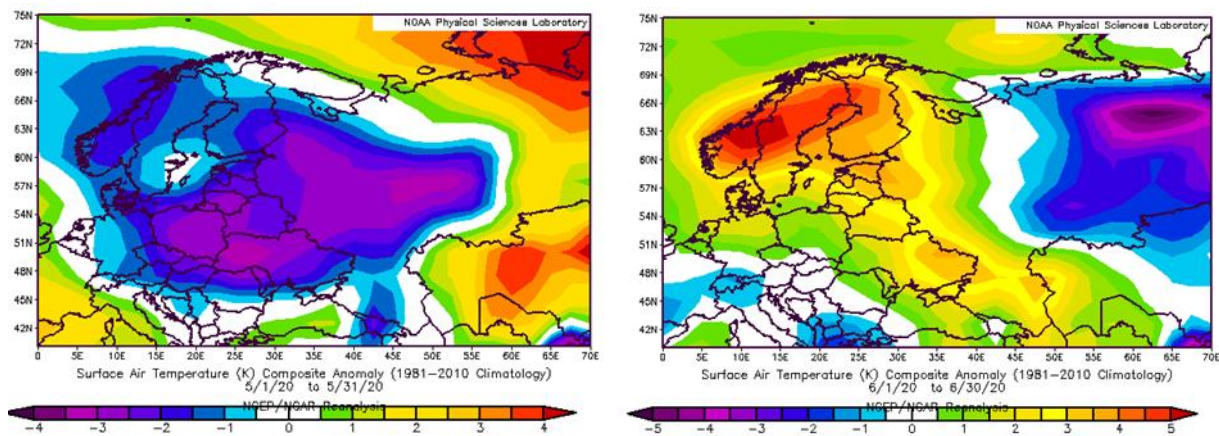 NOAA Physical Sciences Laboratory
75N
72N
69N
66N
63N
60N
57N
54N
51N
48N
45N
42N
0 5E 10E 15E 20E 25E 30E 35E 40E 45E 50E 55E 60E 65E 70E
Surface Air Temperature (K) Composite Anomaly (1981-2010 Climatology)
5/1/20 to 5/31/20
NCEP/NCAR Reanalysis
-4 -3 -2 -1 0 1 2 3 4
NOAA Physical Sciences Laboratory
75N
72N
69N
66N
63N
60N
57N
54N
51N
48N
45N
42N
0 5E 10E 15E 20E 25E 30E 35E 40E 45E 50E 55E 60E 65E 70E
Surface Air Temperature (K) Composite Anomaly (1981-2010 Climatology)
6/1/20 to 6/30/20
NCEP/NCAR Reanalysis
-5 -4 -3 -2 -1 0 1 2 3 4 5